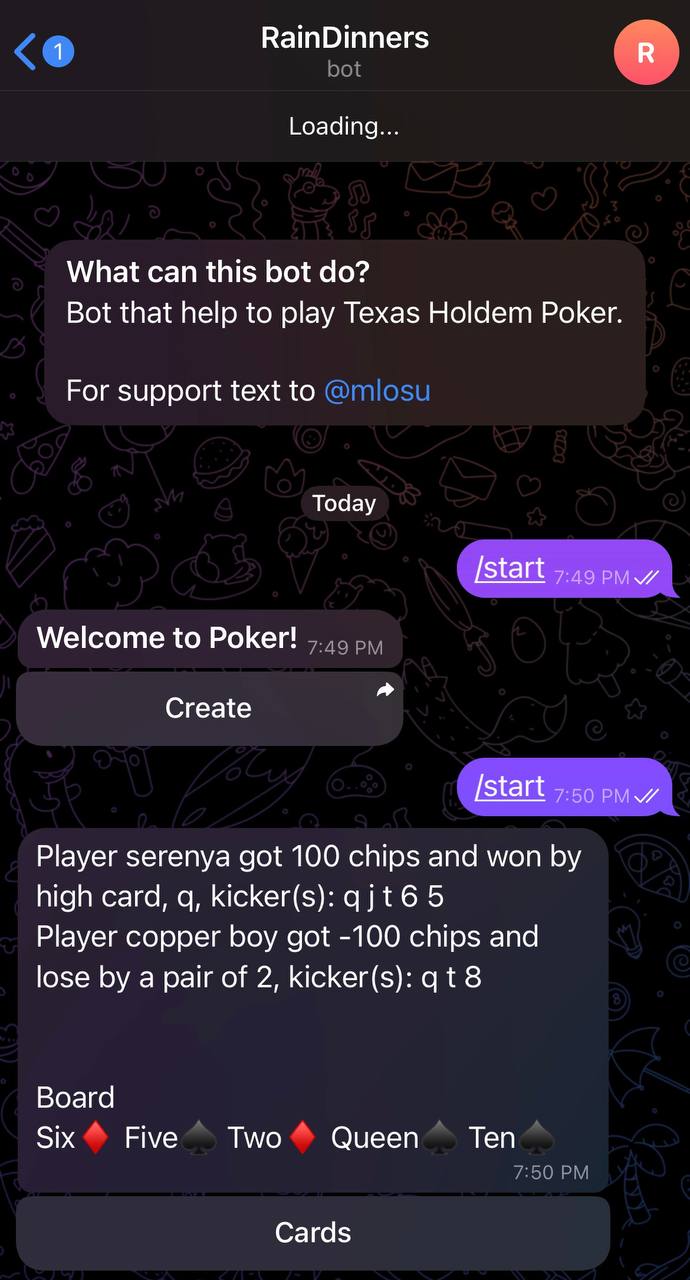 1
RainDinners
bot
R
Loading...
What can this bot do?
Bot that help to play Texas Holdem Poker.
For support text to @mlosu
Today
/start 7:49 PM
Welcome to Poker! 7:49 PM
Create
/start 7:50 PM
Player serenya got 100 chips and won by
high card, q, kicker(s): q j t 6 5
Player copper boy got -100 chips and
lose by a pair of 2, kicker(s): q t 8
Board
Six♦️ Five♠️ Two♦️ Queen♠️ Ten♠️
7:50 PM
Cards